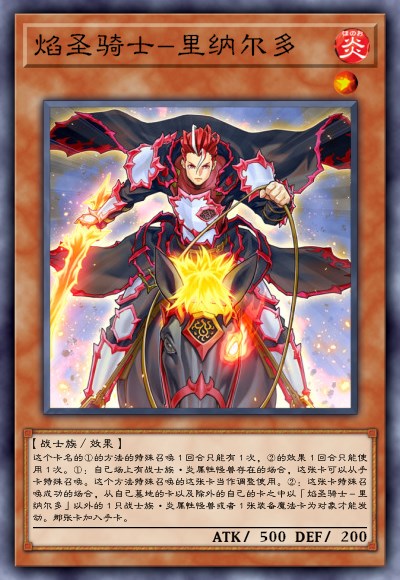 焰圣骑士-里纳尔多
ほのお
炎
【战士族/效果】
这个卡名的①的方法的特殊召唤1回合只能有1次,②的效果1回合只能使
用1次。①:自己场上有战士族·炎属性怪兽存在的场合,这张卡可以从手
卡特殊召唤。这个方法特殊召唤的这张卡当作调整使用。②:这张卡特殊召
唤成功的场合,从自己墓地的卡以及除外的自己的卡之中以「焰圣骑士-里
纳尔多」以外的1只战士族·炎属性怪兽或者1张装备魔法卡为对象才能发
动。那张卡加入手卡。
ATK/ 500 DEF/ 200